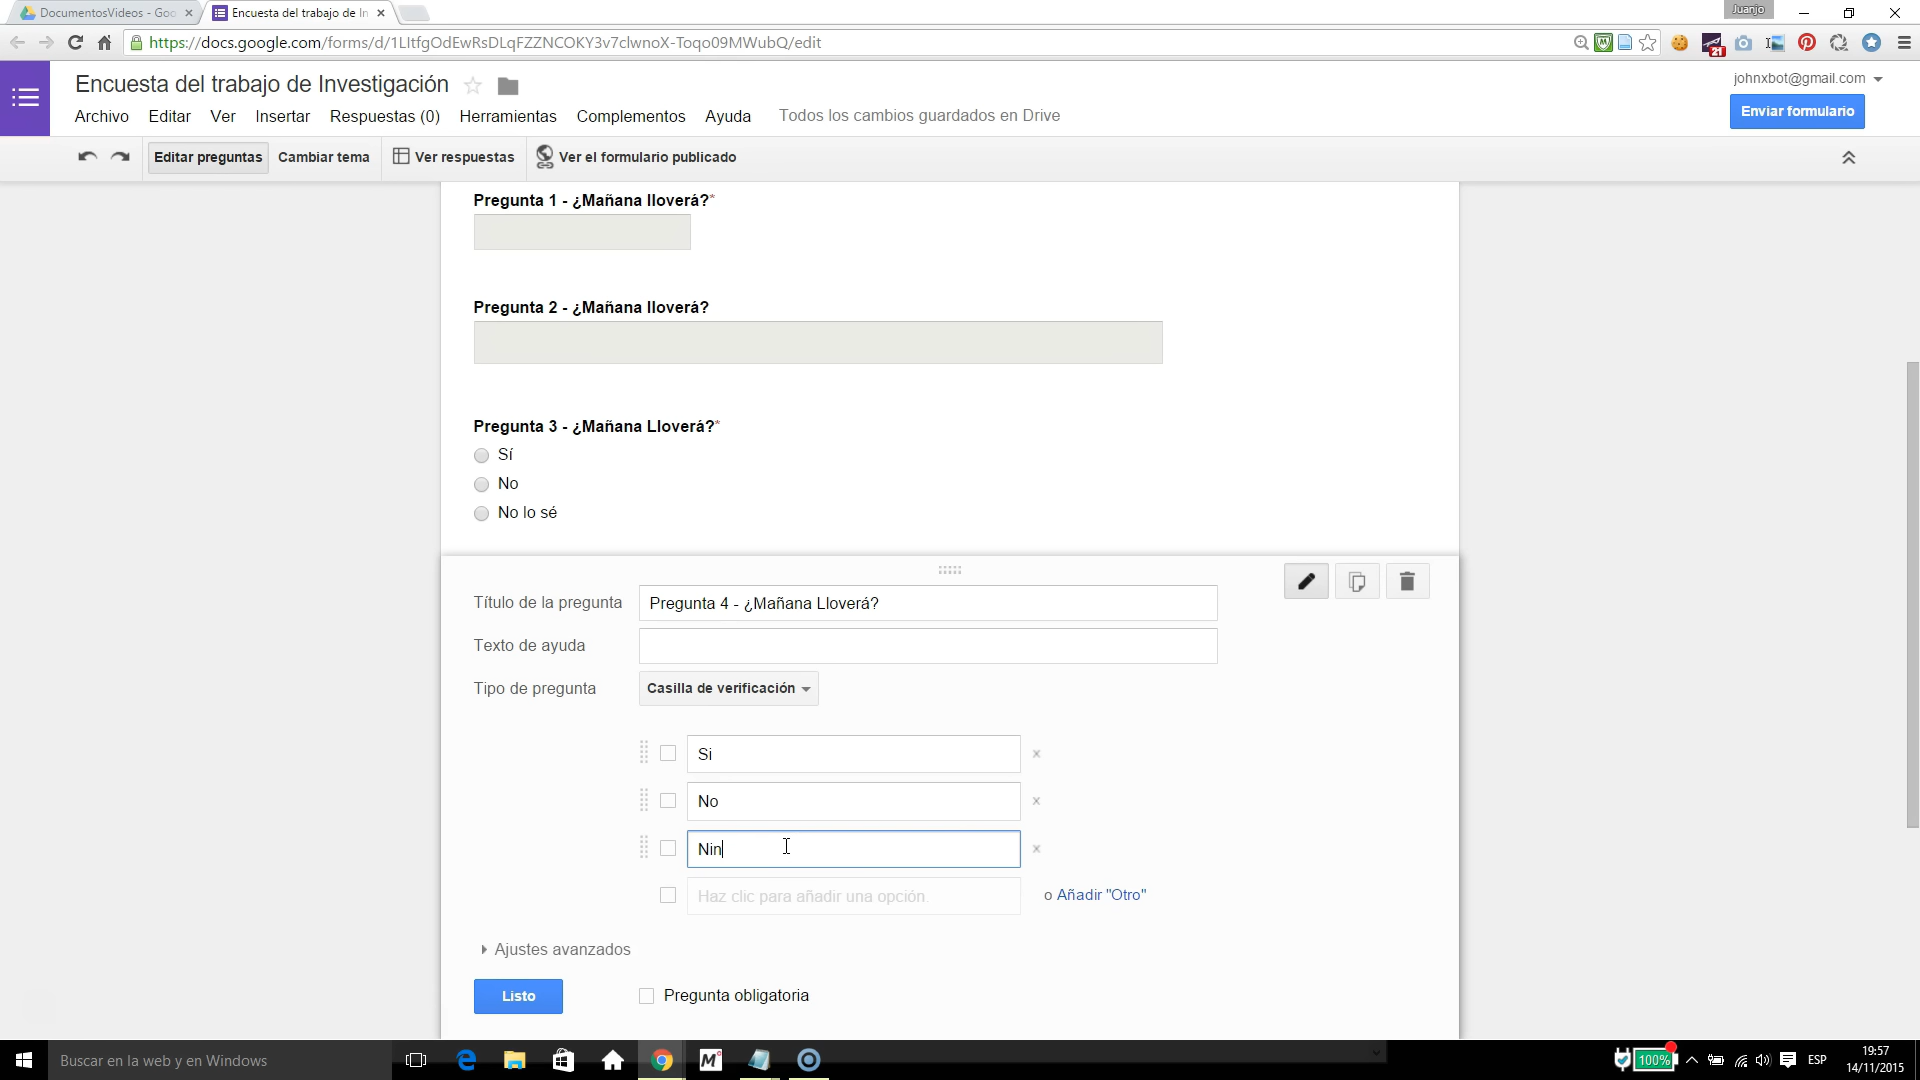 DocumentosVideos - Goo
Encuesta del trabajo de In
Juanjo
https://docs.google.com/forms/d/1LItfgOdEwRsDLqFZZNCOKY3v7clwnoX-Toqo09MWubQ/edit
21
Encuesta del trabajo de Investigación
johnxbot@gmail.com
Archivo Editar Ver Insertar Respuestas (0) Herramientas Complementos Ayuda Todos los cambios guardados en Drive
Enviar formulario
Editar preguntas Cambiar tema Ver respuestas Ver el formulario publicado
Pregunta 1 - ¿Mañana lloverá?*
Pregunta 2 - ¿Mañana lloverá?
Pregunta 3 - ¿Mañana Lloverá?*
Sí
No
No lo sé
Título de la pregunta Pregunta 4 - ¿Mañana Lloverá?
Texto de ayuda
Tipo de pregunta Casilla de verificación
Si
No
Nin
Haz clic para añadir una opción. o Añadir "Otro"
Ajustes avanzados
Listo Pregunta obligatoria
Buscar en la web y en Windows
100%
ESP
19:57
14/11/2015